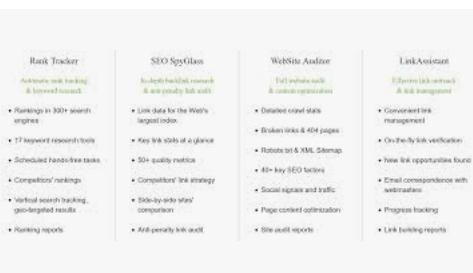 Rank Tracker
Automatic rank tracking
& keyword research
• Rankings in 300+ search
engines
• 17 keyword research tools
• Scheduled hands-free tasks
• Competitors' rankings
• Vertical search tracking,
geo-targeted results
• Ranking reports
SEO SpyGlass
In-depth backlink research
& anti-penalty link audit
• Link data for the Web's
largest index
• Key link stats at a glance
• 50+ quality metrics
• Competitors' link strategy
• Side-by-side sites'
comparison
• Anti-penalty link audit
WebSite Auditor
Full website audit
& content optimization
• Detailed crawl stats
• Broken links & 404 pages
• Robots txt & XML Sitemap
• 40+ key SEO factors
• Social signals and traffic
• Page content optimization
• Site audit reports
LinkAssistant
Effective link outreach
& link management
• Convenient link
management
• On-the-fly link verification
• New link opportunities found
• Email correspondence with
webmasters
• Progress tracking
• Link building reports